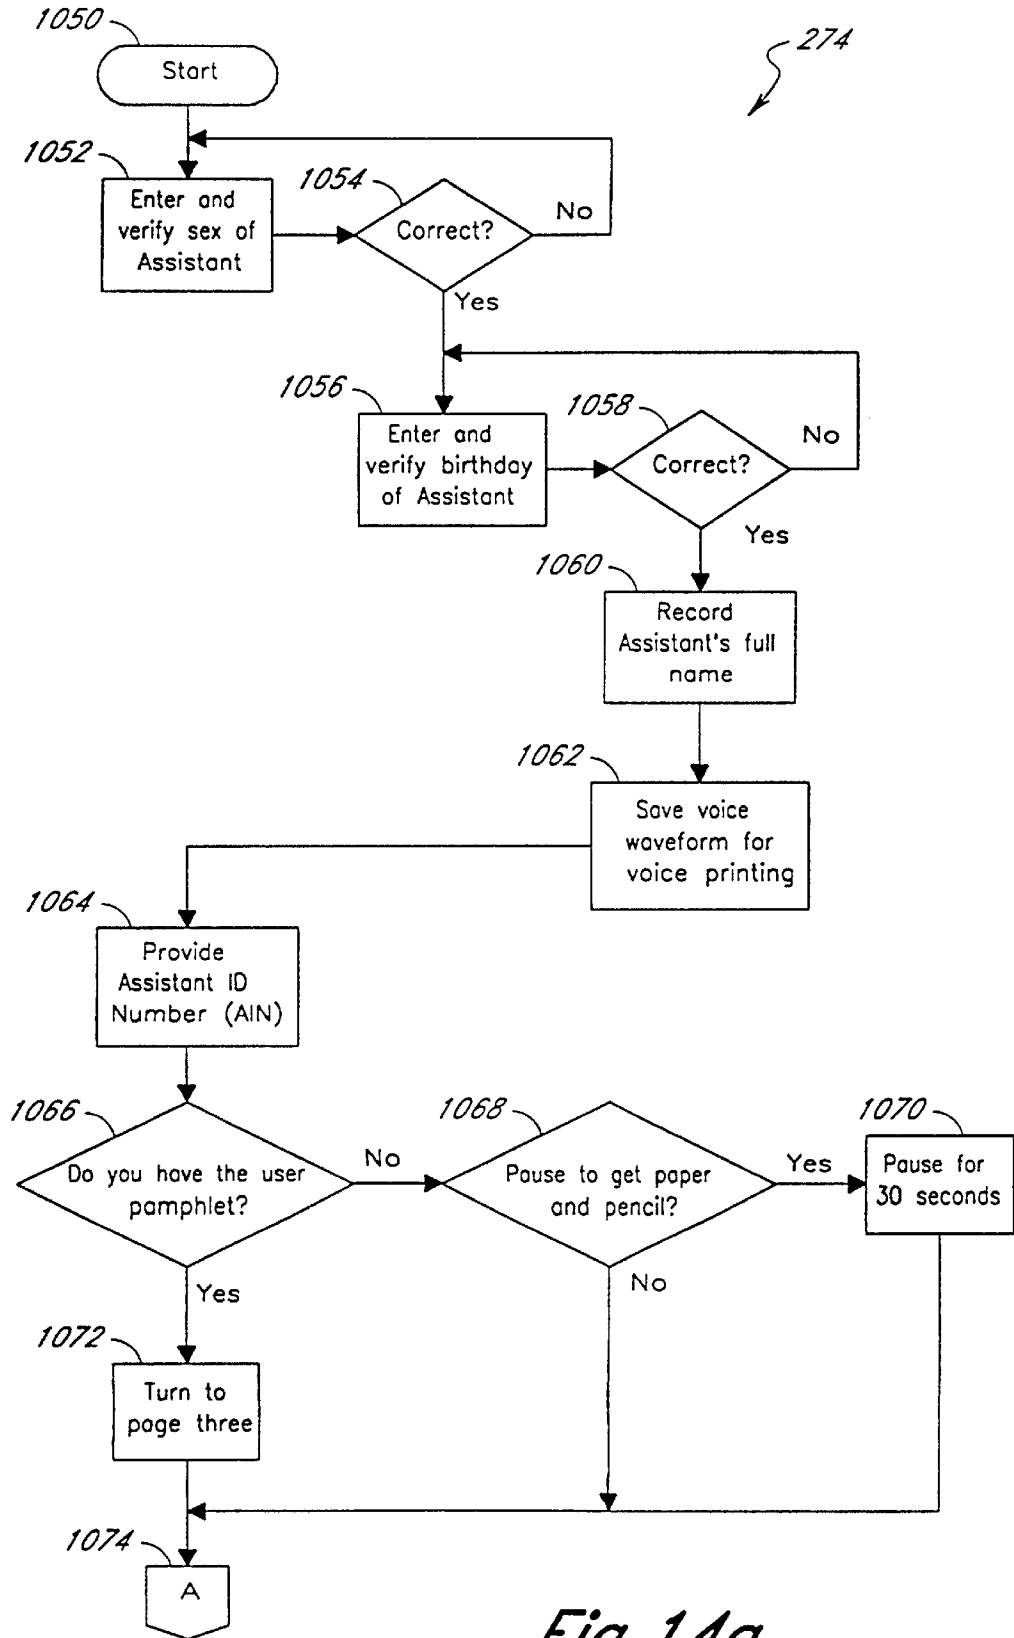 1050
Start
274
1052
Enter and
verify sex of
Assistant
1054
Correct?
No
Yes
1056
Enter and
verify birthday
of Assistant
1058
Correct?
No
Yes
1060
Record
Assistant's full
name
1062
Save voice
waveform for
voice printing
1064
Provide
Assistant ID
Number (AIN)
1066
Do you have the user
pamphlet?
No
Yes
1068
Pause to get paper
and pencil?
Yes
No
1070
Pause for
30 seconds
1072
Turn to
page three
1074
A
Fig. 14a